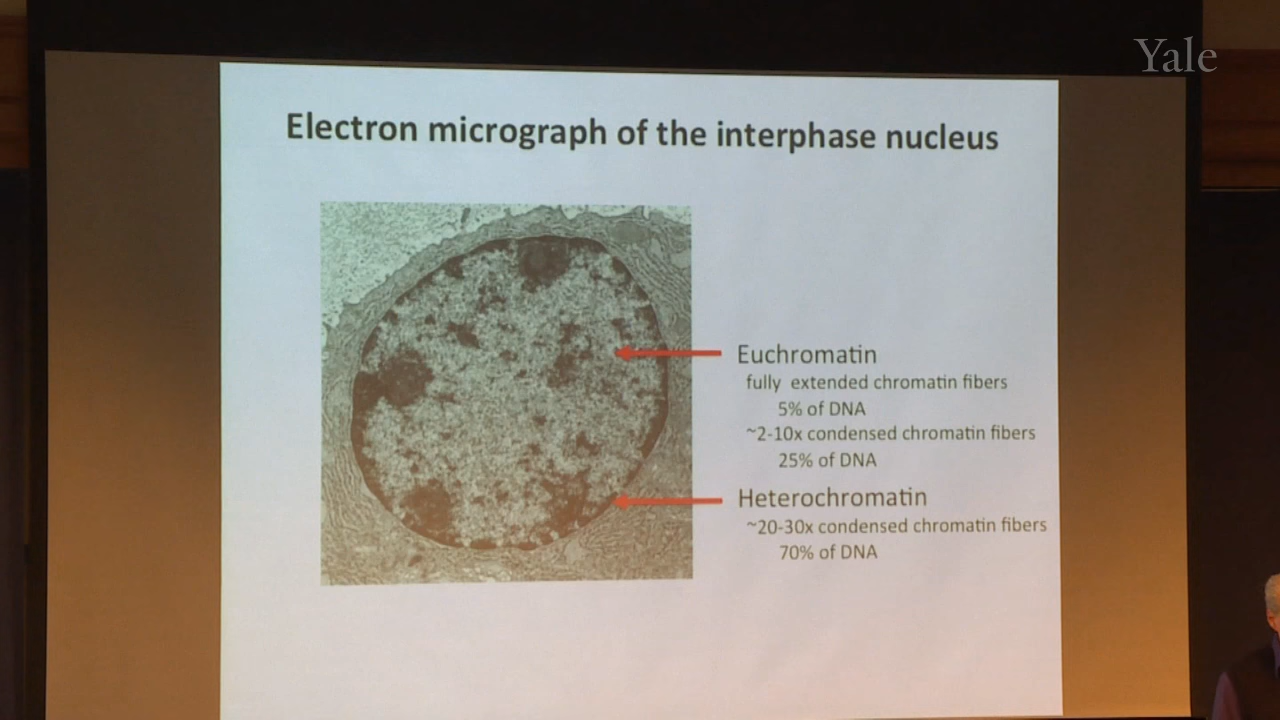 Yale
Electron micrograph of the interphase nucleus
Euchromatin
fully extended chromatin fibers
5% of DNA
~2-10x condensed chromatin fibers
25% of DNA
Heterochromatin
~20-30x condensed chromatin fibers
70% of DNA